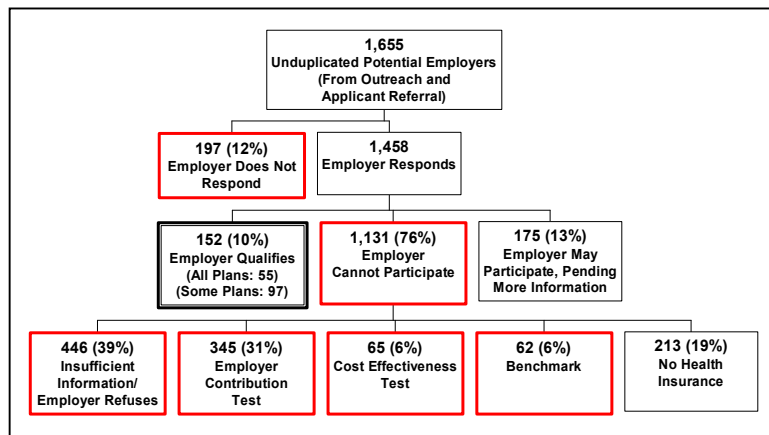 1,655
Unduplicated Potential Employers
(From Outreach and
Applicant Referral)
197 (12%)
Employer Does Not
Respond
1,458
Employer Responds
152 (10%)
Employer Qualifies
(All Plans: 55)
(Some Plans: 97)
1,131 (76%)
Employer
Cannot Participate
175 (13%)
Employer May
Participate, Pending
More Information
446 (39%)
Insufficient
Information/
Employer Refuses
345 (31%)
Employer
Contribution
Test
65 (6%)
Cost Effectiveness
Test
62 (6%)
Benchmark
213 (19%)
No Health
Insurance